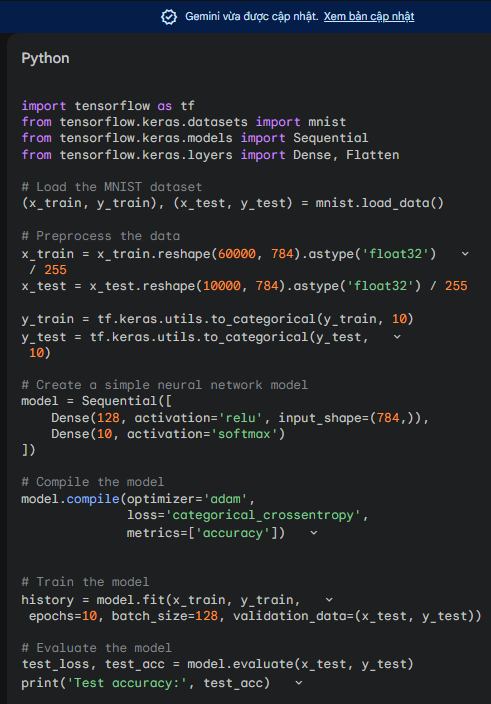 Gemini vừa được cập nhật. Xem bản cập nhật
Python
import tensorflow as tf
from tensorflow.keras.datasets import mnist
from tensorflow.keras.models import Sequential
from tensorflow.keras.layers import Dense, Flatten
# Load the MNIST dataset
(x_train, y_train), (x_test, y_test) = mnist.load_data()
# Preprocess the data
x_train = x_train.reshape(60000, 784).astype('float32')
/ 255
x_test = x_test.reshape(10000, 784).astype('float32') / 255
y_train = tf.keras.utils.to_categorical(y_train, 10)
y_test = tf.keras.utils.to_categorical(y_test,
10)
# Create a simple neural network model
model = Sequential([
    Dense(128, activation='relu', input_shape=(784,)),
    Dense(10, activation='softmax')
])
# Compile the model
model.compile(optimizer='adam',
              loss='categorical_crossentropy',
              metrics=['accuracy'])
# Train the model
history = model.fit(x_train, y_train,
epochs=10, batch_size=128, validation_data=(x_test, y_test))
# Evaluate the model
test_loss, test_acc = model.evaluate(x_test, y_test)
print('Test accuracy:', test_acc)